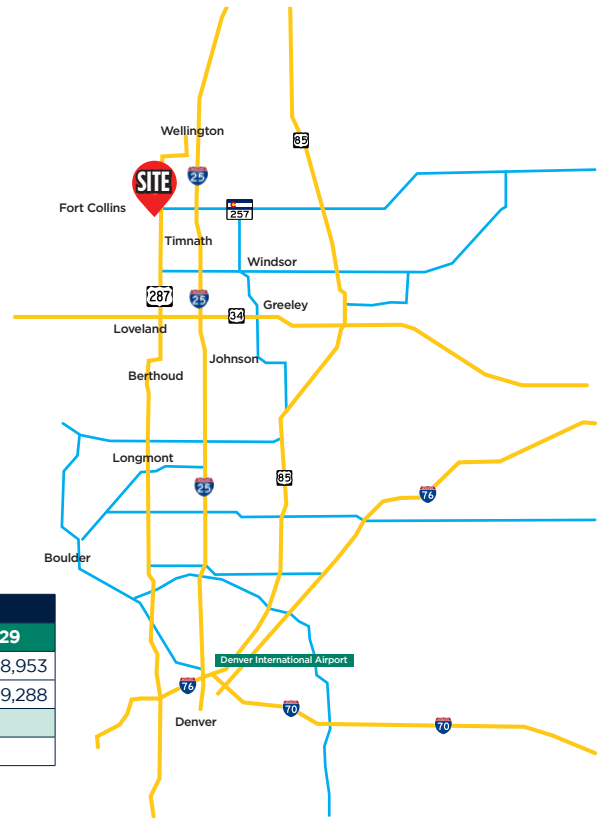 Wellington
85
25
SITE
Fort Collins
257
Timnath
Windsor
287
25
Greeley
34
Loveland
Johnson
Berthoud
Longmont
85
25
76
Boulder
29
8,953
Denver International Airport
9,288
76
70
Denver
70